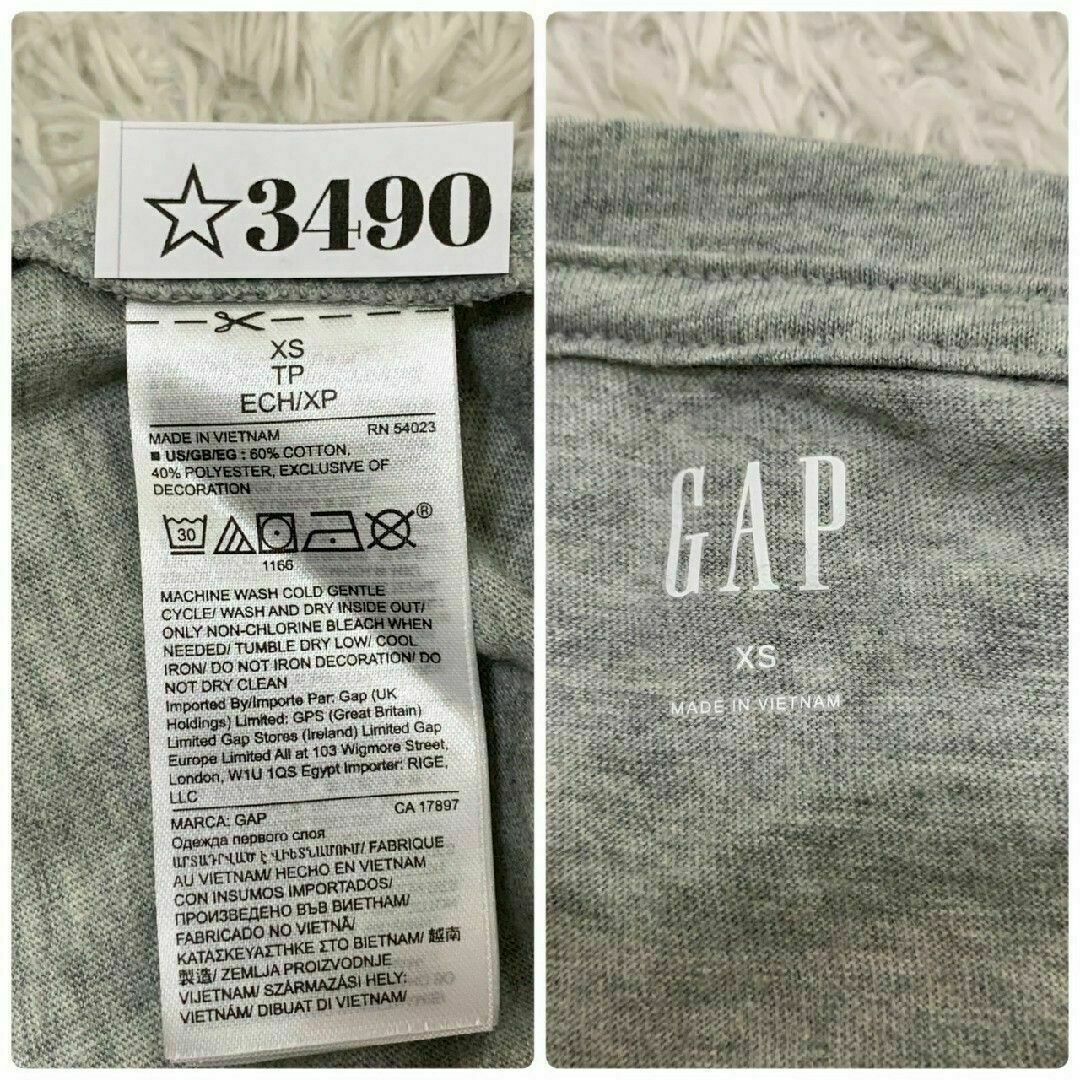 ☆3490
XS
TP
ECH/XP
MADE IN VIETNAM RN 54023
■ US/GB/EG : 60% COTTON,
40% POLYESTER, EXCLUSIVE OF
DECORATION
30
®
1166
MACHINE WASH COLD GENTLE
CYCLE/ WASH AND DRY INSIDE OUT/
ONLY NON-CHLORINE BLEACH WHEN
NEEDED/ TUMBLE DRY LOW/ COOL
IRON/ DO NOT IRON DECORATION/ DO
NOT DRY CLEAN
Imported By/Importe Par: Gap (UK
Holdings) Limited: GPS (Great Britain)
Limited Gap Stores (Ireland) Limited Gap
Europe Limited All at 103 Wigmore Street,
London, W1U 1QS Egypt Importer: RIGE,
LLC
MARCA: GAP CA 17897
Одежда первого слоя
ԱՐՏԱԴՐՎԱԾ Է ՎԻԵՏՆԱՄՈՒՄ/ FABRIQUE
AU VIETNAM/ HECHO EN VIETNAM
CON INSUMOS IMPORTADOS/
ПРОИЗВЕДЕНО ВЪВ ВИЕТНАМ/
FABRICADO NO VIETNÃ/
ΚΑΤΑΣΚΕΥΑΣΤΗΚΕ ΣΤΟ ΒΙΕΤΝΑΜ/ 越南
製造/ ZEMLJA PROIZVODNJE
VIJETNAM/ SZÁRMAZÁSI HELY:
VIETNÁM/ DIBUAT DI VIETNAM/
GAP
XS
MADE IN VIETNAM